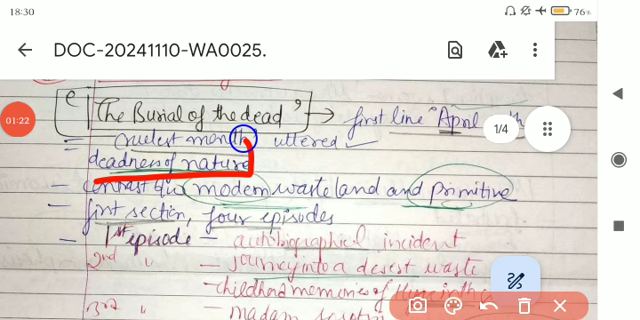 18:30
76%
DOC-20241110-WA0025.
01:22
1/4
e "The Burial of the dead" → first line "April
= cruelest month uttered
deadness of nature
- contrast b/w modern waste land and primitive
- first section, four episodes
- 1st episode - autobiographical incident
2nd " - journey into a desert waste
- childhood memories of
3rd " - madam